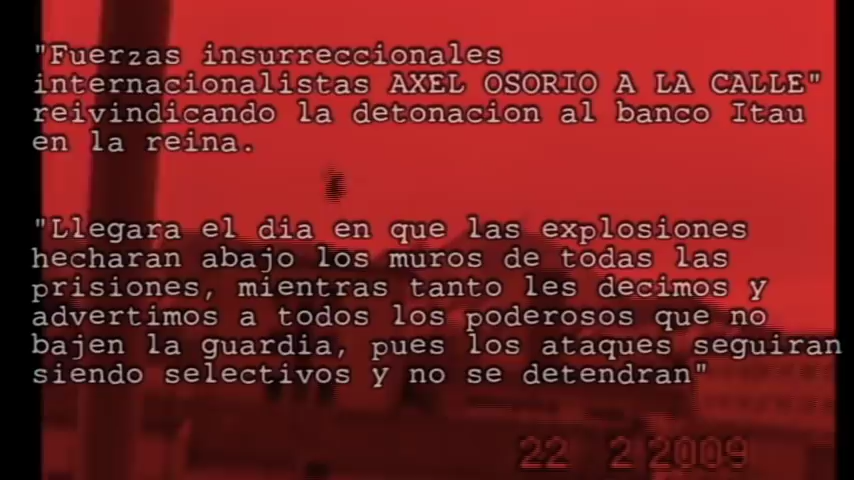 "Fuerzas insurreccionales
internacionalistas AXEL OSORIO A LA CALLE"
reivindicando la detonacion al banco Itau
en la reina.
"Llegara el dia en que las explosiones
hecharan abajo los muros de todas las
prisiones, mientras tanto les decimos y
advertimos a todos los poderosos que no
bajen la guardia, pues los ataques seguiran
siendo selectivos y no se detendran"
22 2 2009